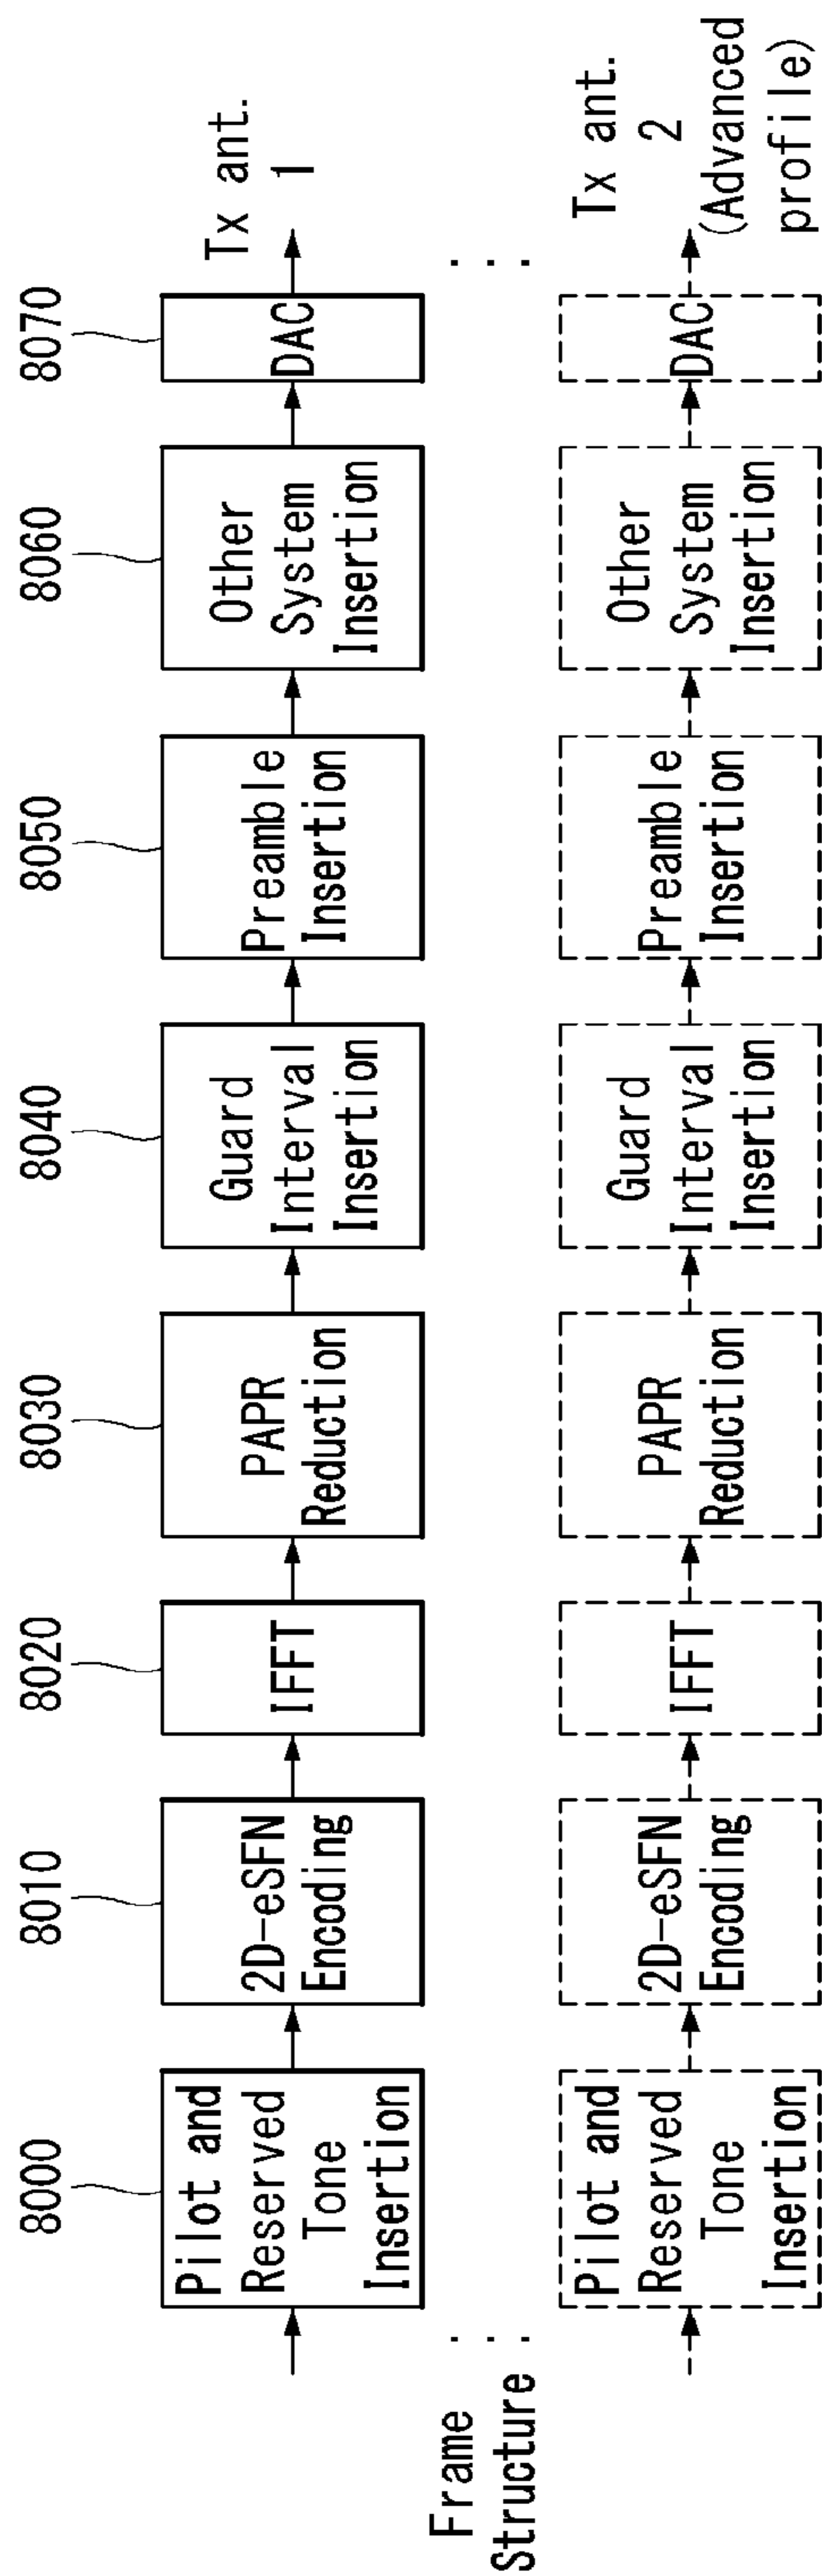 8000
8010
8020
8030
8040
8050
8060
8070
Pilot and
Reserved
Tone
Insertion
2D-eSFN
Encoding
IFFT
PAPR
Reduction
Guard
Interval
Insertion
Preamble
Insertion
Other
System
Insertion
DAC
Tx ant.
1
Frame
Structure
Pilot and
Reserved
Tone
Insertion
2D-eSFN
Encoding
IFFT
PAPR
Reduction
Guard
Interval
Insertion
Preamble
Insertion
Other
System
Insertion
DAC
Tx ant.
2
(Advanced
profile)